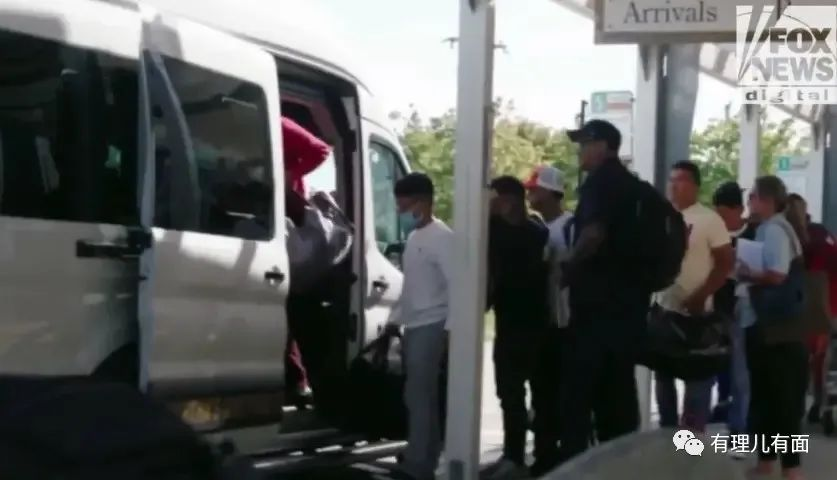 Arrivals
FOX
NEWS
digital
有理儿有面